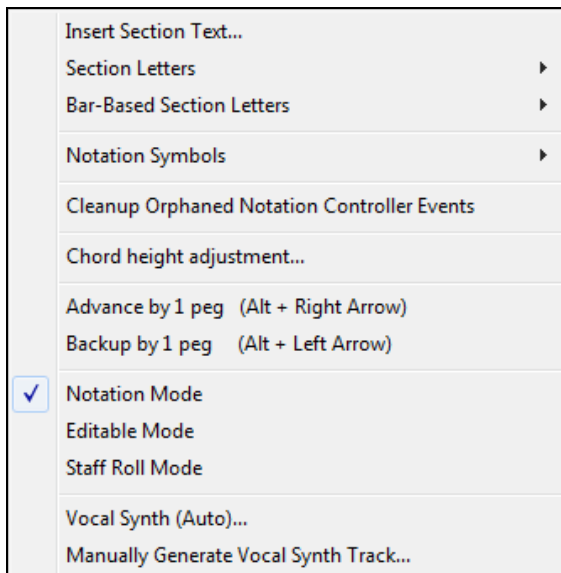 Insert Section Text...
Section Letters
Bar-Based Section Letters
Notation Symbols
Cleanup Orphaned Notation Controller Events
Chord height adjustment...
Advance by 1 peg (Alt + Right Arrow)
Backup by 1 peg (Alt + Left Arrow)
Notation Mode
Editable Mode
Staff Roll Mode
Vocal Synth (Auto)...
Manually Generate Vocal Synth Track...